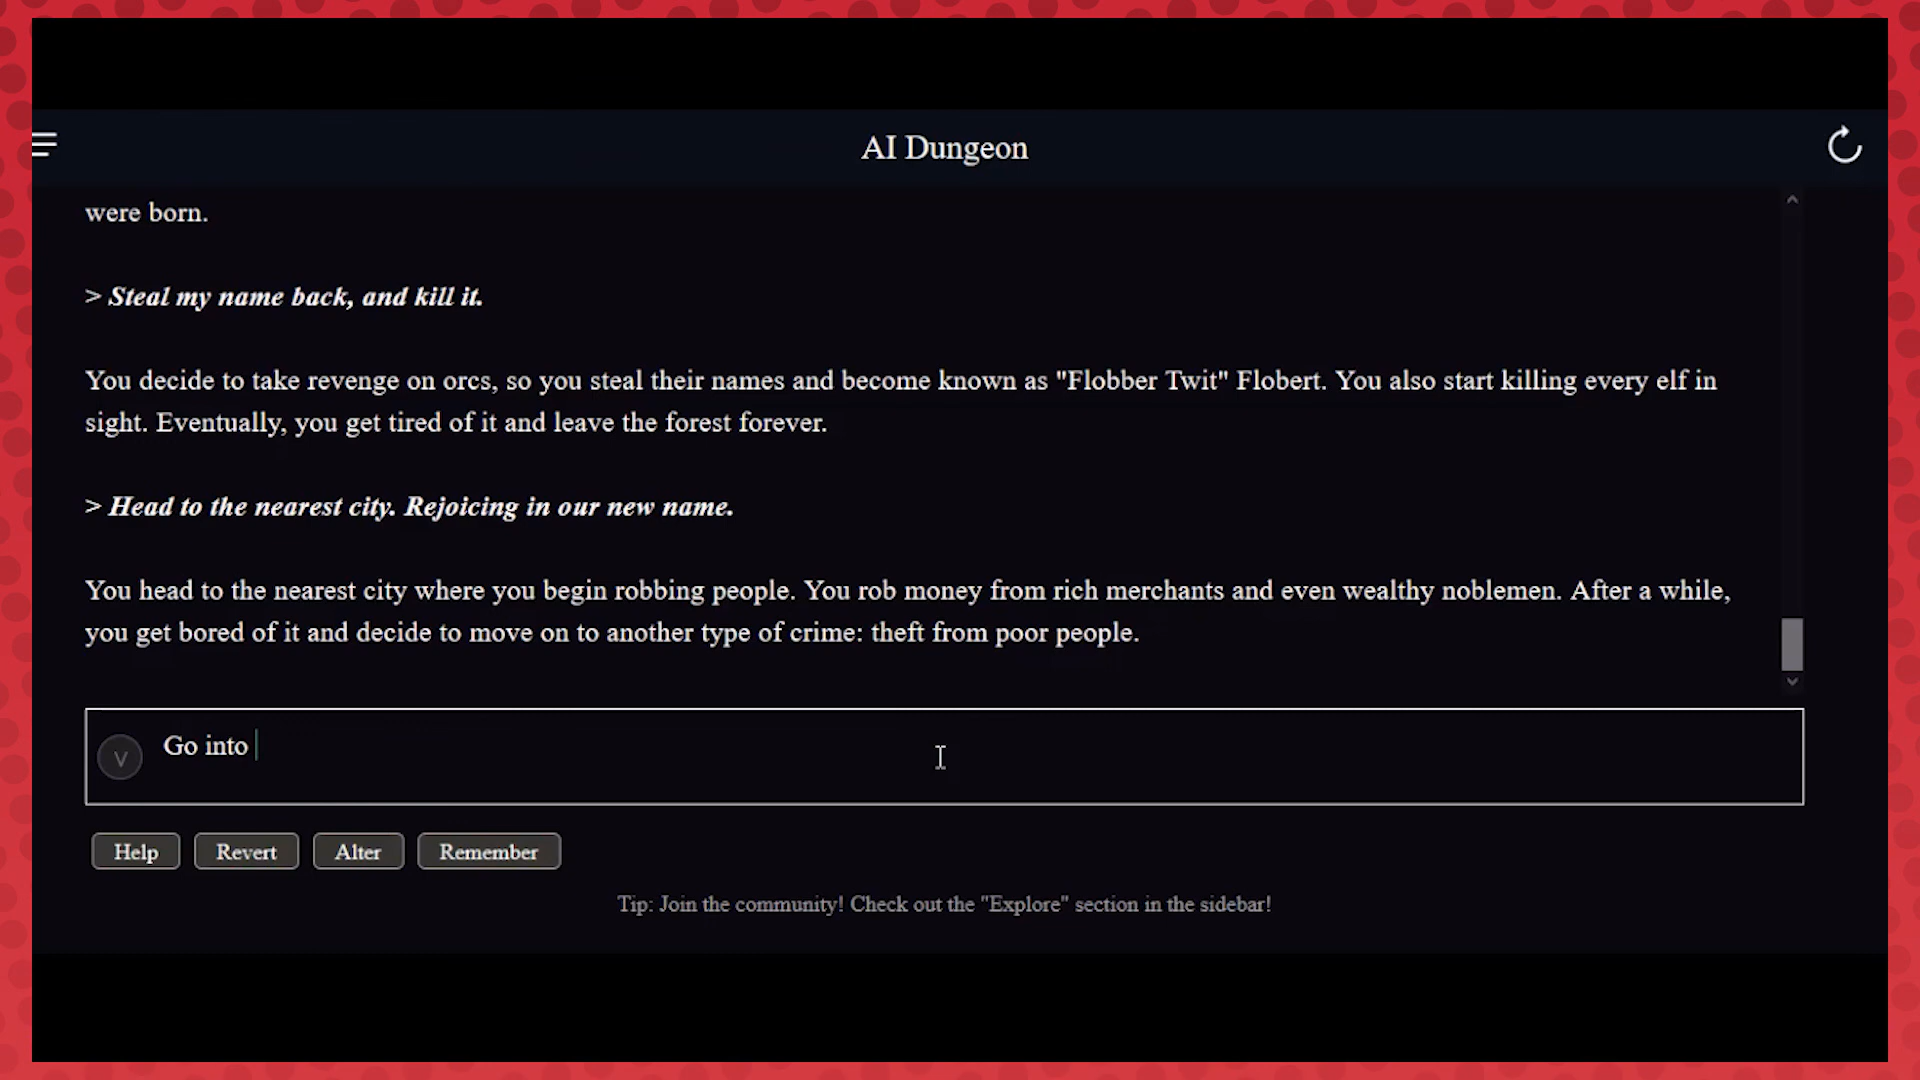 AI Dungeon
were born.
> Steal my name back, and kill it.
You decide to take revenge on orcs, so you steal their names and become known as "Flobber Twit" Flobert. You also start killing every elf in
sight. Eventually, you get tired of it and leave the forest forever.
> Head to the nearest city. Rejoicing in our new name.
You head to the nearest city where you begin robbing people. You rob money from rich merchants and even wealthy noblemen. After a while,
you get bored of it and decide to move on to another type of crime: theft from poor people.
V Go into
Help Revert Alter Remember
Tip: Join the community! Check out the "Explore" section in the sidebar!